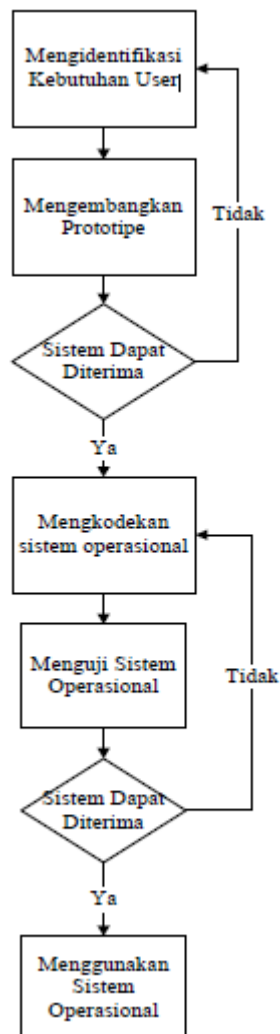 Mengidentifikasi
Kebutuhan User
Mengembangkan
Prototipe
Tidak
Sistem Dapat
Diterima
Ya
Mengkodekan
sistem operasional
Menguji Sistem
Operasional
Tidak
Sistem Dapat
Diterima
Ya
Menggunakan
Sistem
Operasional